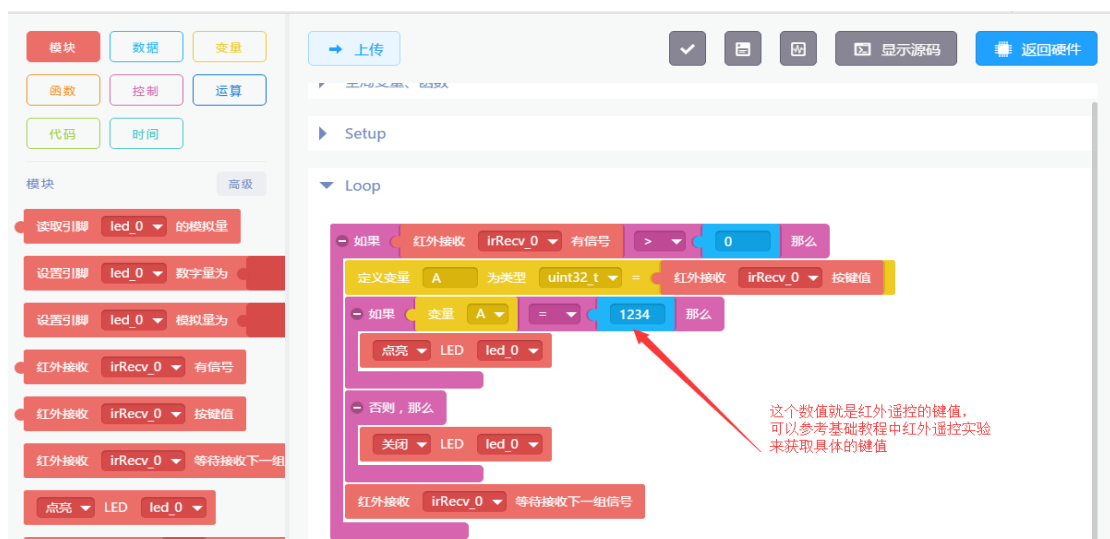 模块 数据 变量
函数 控制 运算
代码 时间
模块 高级
读取引脚 led_0 的模拟量
设置引脚 led_0 数字量为
设置引脚 led_0 模拟量为
红外接收 irRecv_0 有信号
红外接收 irRecv_0 按键值
红外接收 irRecv_0 等待接收下一组
点亮 LED led_0
上传 显示源码 返回硬件
全局变量、函数
Setup
Loop
如果 红外接收 irRecv_0 有信号 > 0 那么
定义变量 A 为类型 uint32_t = 红外接收 irRecv_0 按键值
如果 变量 A = 1234 那么
点亮 LED led_0
否则，那么
关闭 LED led_0
红外接收 irRecv_0 等待接收下一组信号
这个数值就是红外遥控的键值，
可以参考基础教程中红外遥控实验
来获取具体的键值